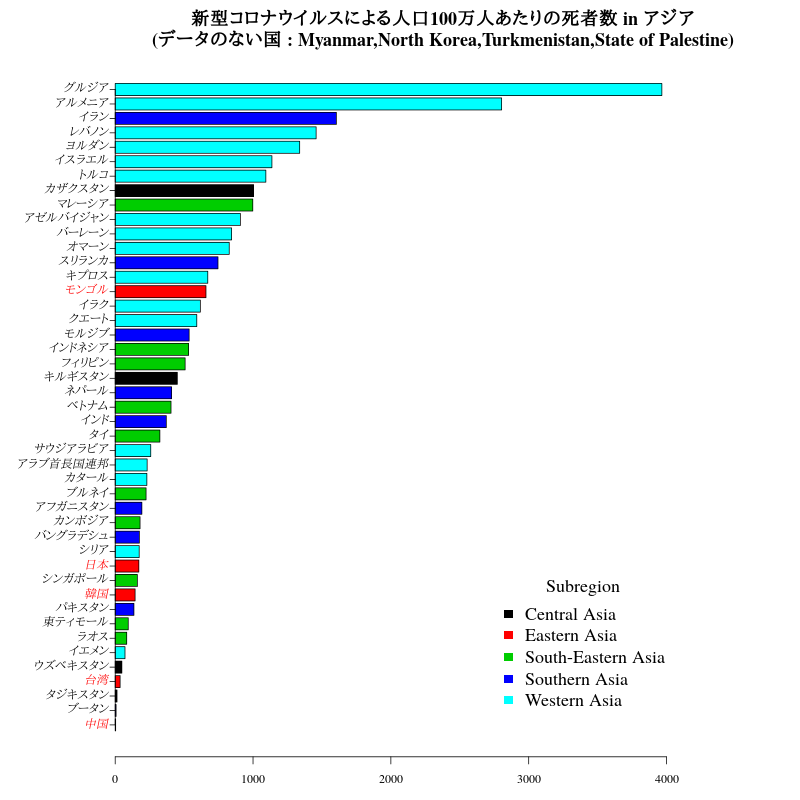 新型コロナウイルスによる人口100万人あたりの死者数 in アジア
(データのない国 : Myanmar,North Korea,Turkmenistan,State of Palestine)
グルジア
アルメニア
イラン
レバノン
ヨルダン
イスラエル
トルコ
カザクスタン
マレーシア
アゼルバイジャン
バーレーン
オマーン
スリランカ
キプロス
モンゴル
イラク
クエート
モルジブ
インドネシア
フィリピン
キルギスタン
ネパール
ベトナム
インド
タイ
サウジアラビア
アラブ首長国連邦
カタール
ブルネイ
アフガニスタン
カンボジア
バングラデシュ
シリア
日本
シンガポール
韓国
パキスタン
東ティモール
ラオス
イエメン
ウズベキスタン
台湾
タジキスタン
ブータン
中国
Subregion
Central Asia
Eastern Asia
South-Eastern Asia
Southern Asia
Western Asia
0 1000 2000 3000 4000